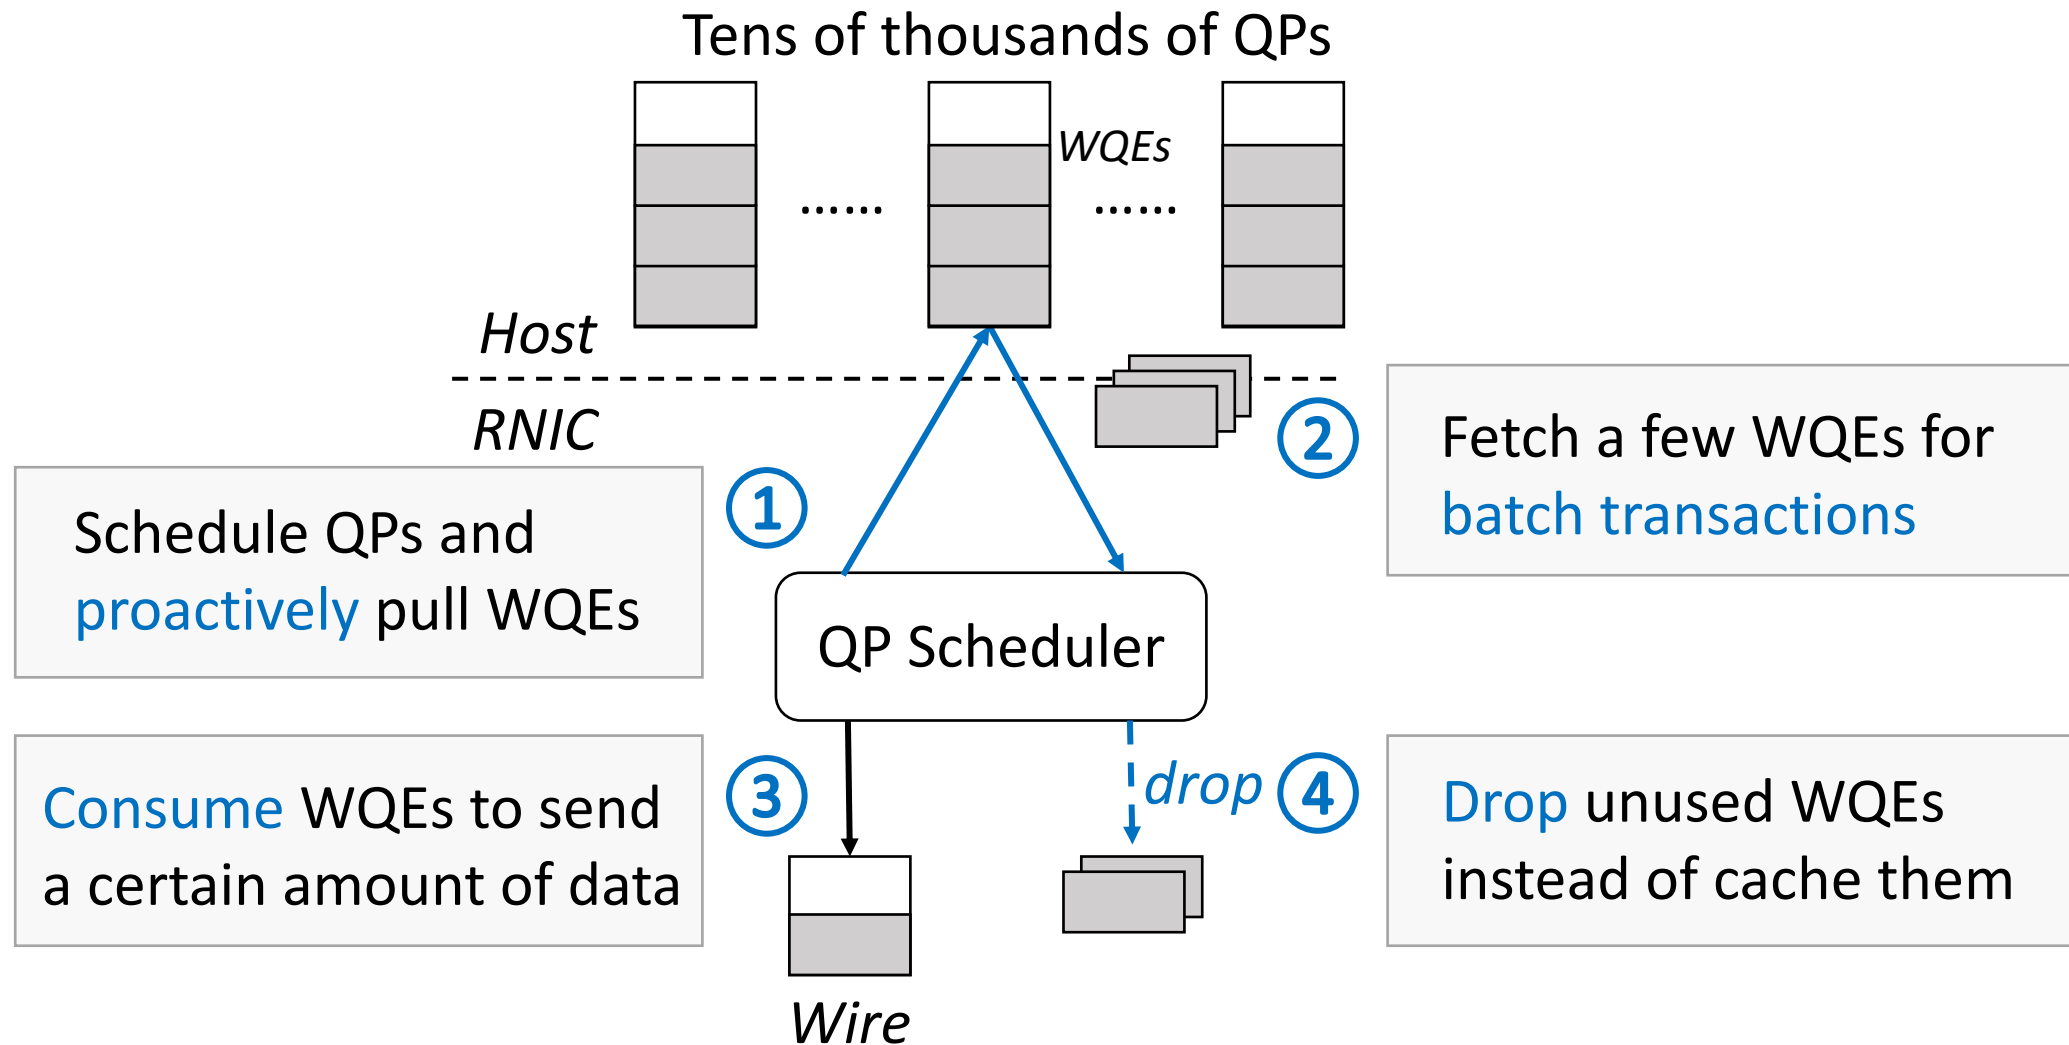 Tens of thousands of QPs
WQEs
......
......
Host
RNIC
1
Schedule QPs and
proactively pull WQEs
2
Fetch a few WQEs for
batch transactions
QP Scheduler
3
Consume WQEs to send
a certain amount of data
drop
4
Drop unused WQEs
instead of cache them
Wire